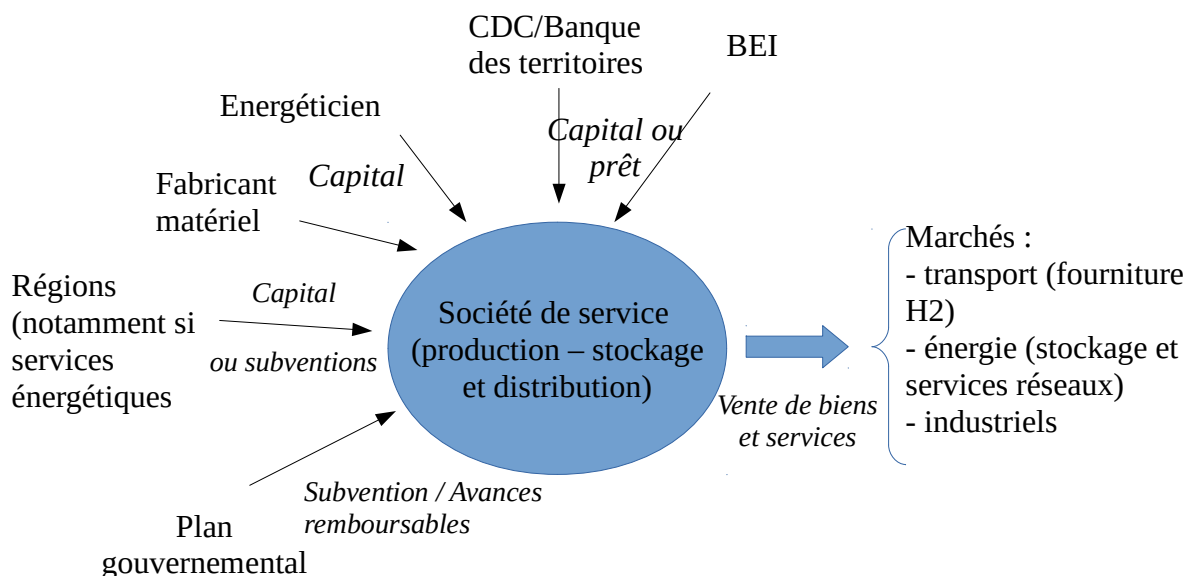 CDC/Banque
des territoires
BEI
Energéticien
Capital ou
prêt
Fabricant
matériel
Capital
Régions
(notamment si
services
énergétiques
Capital
ou subventions
Société de service
(production – stockage
et distribution)
Vente de biens
et services
Marchés :
- transport (fourniture
H2)
- énergie (stockage et
services réseaux)
- industriels
Subvention / Avances
remboursables
Plan
gouvernemental